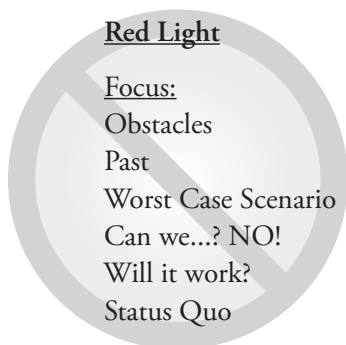 Red Light
Focus:
Obstacles
Past
Worst Case Scenario
Can we...? NO!
Will it work?
Status Quo